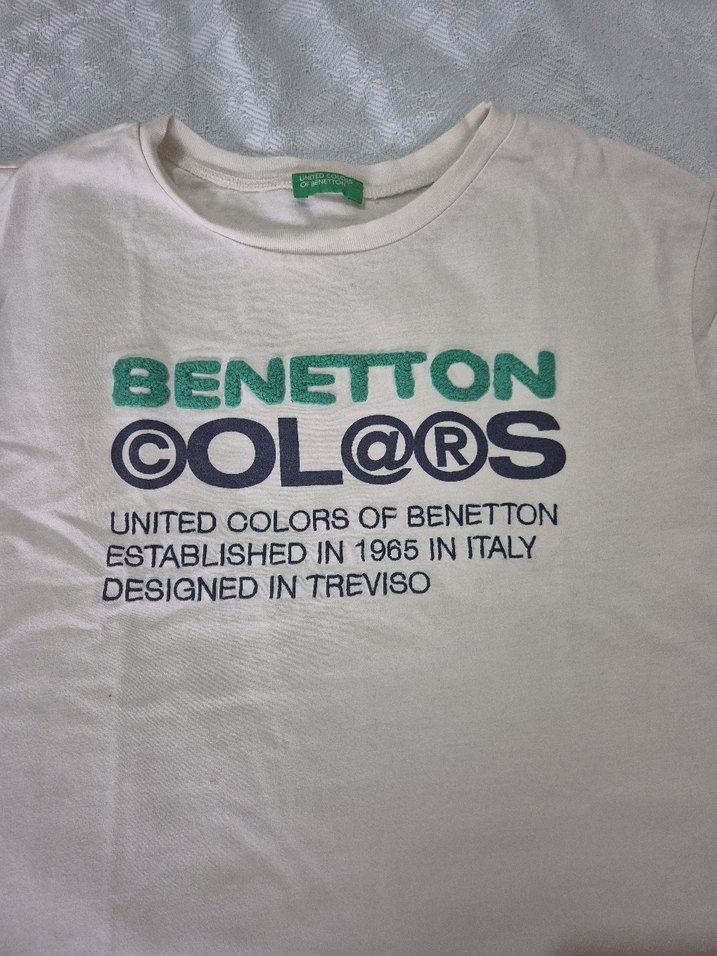 UNITED COLORS
OF BENETTON
BENETTON
©OL@®S
UNITED COLORS OF BENETTON
ESTABLISHED IN 1965 IN ITALY
DESIGNED IN TREVISO